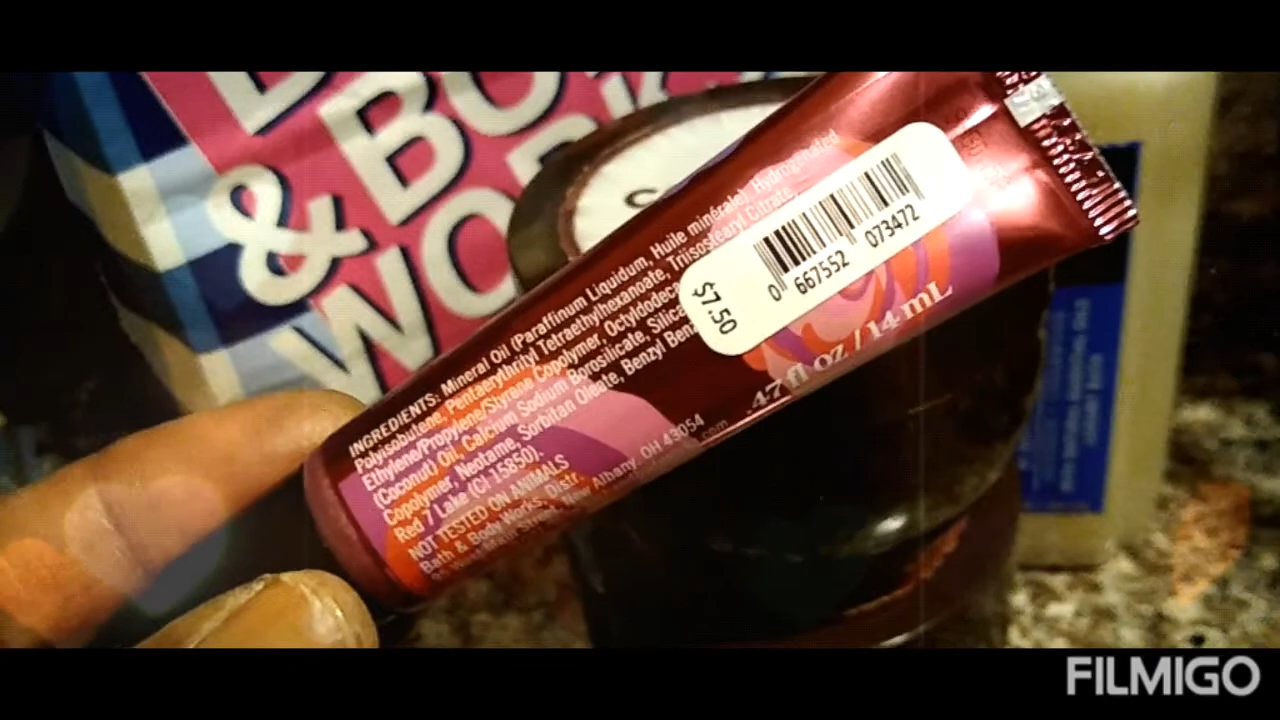 & BO
WO
INGREDIENTS: Mineral Oil (Paraffinum Liquidum, Huile minérale), Hydrogenated
Polyisobutene, Pentaerythrityl Tetraethylhexanoate, Triisostearyl Citrate,
Ethylene/Propylene/Styrene Copolymer, Octyldodeca
(Coconut) Oil, Calcium Sodium Borosilicate, Silica
Copolymer, Neotame, Sorbitan Oleate, Benzyl Ben
Red 7 Lake (CI 15850).
NOT TESTED ON ANIMALS
Bath & Body Works, Distr.
New Albany, OH 43054
.com
$7.50
0 667552 073472
.47 fl oz / 14 mL
FILMIGO